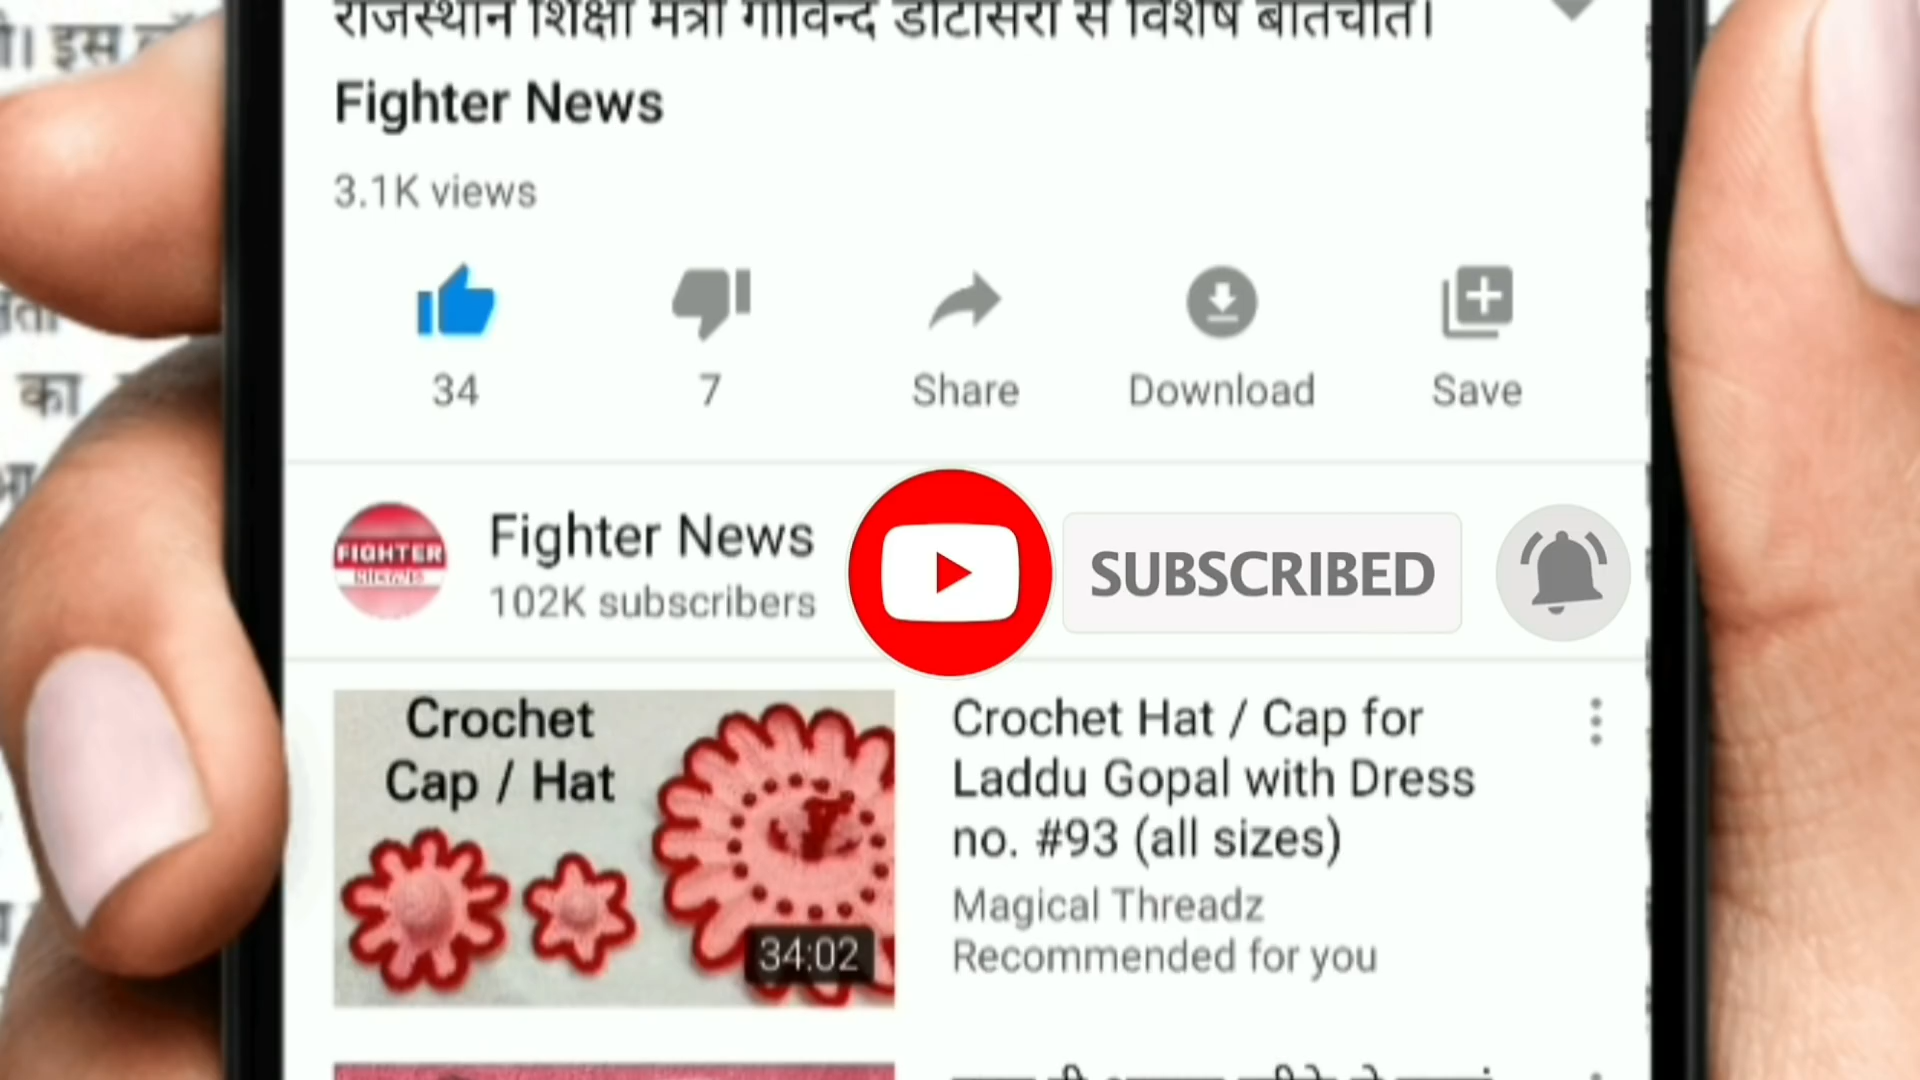 राजस्थान शिक्षा मंत्री गोविन्द डोटासरा से विशेष बातचीत।
Fighter News
3.1K views
34
7
Share
Download
Save
FIGHTER
Fighter News
102K subscribers
SUBSCRIBED
Crochet
Cap / Hat
34:02
Crochet Hat / Cap for
Laddu Gopal with Dress
no. #93 (all sizes)
Magical Threadz
Recommended for you
। इस
का